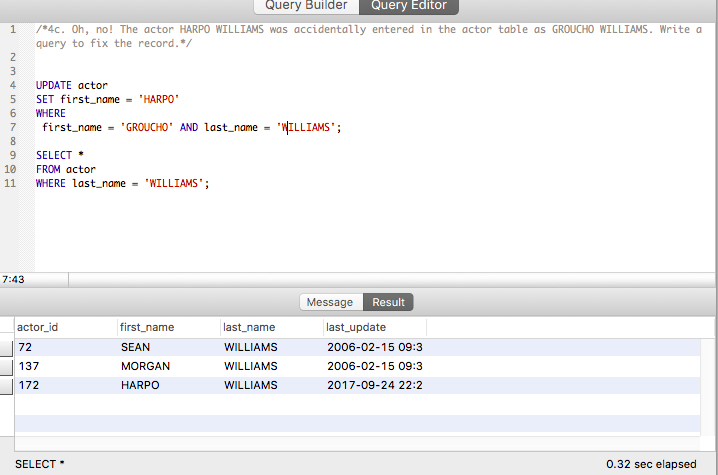 Query Builder Query Editor
1 /*4c. Oh, no! The actor HARPO WILLIAMS was accidentally entered in the actor table as GROUCHO WILLIAMS. Write a
query to fix the record.*/
2
3
4 UPDATE actor
5 SET first_name = 'HARPO'
6 WHERE
7 first_name = 'GROUCHO' AND last_name = 'WILLIAMS';
8
9 SELECT *
10 FROM actor
11 WHERE last_name = 'WILLIAMS';
7:43
Message Result
actor_id first_name last_name last_update
72 SEAN WILLIAMS 2006-02-15 09:3
137 MORGAN WILLIAMS 2006-02-15 09:3
172 HARPO WILLIAMS 2017-09-24 22:2
SELECT * 0.32 sec elapsed